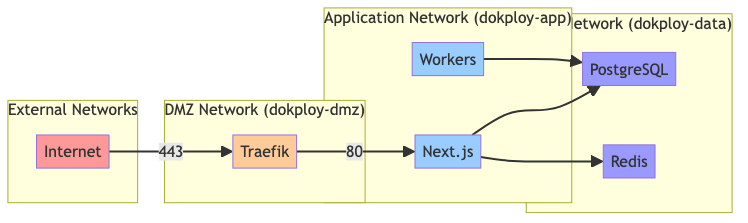 Application Network (dokploy-app)
etwork (dokploy-data)
Workers
PostgreSQL
External Networks
DMZ Network (dokploy-dmz)
Internet
443
Traefik
80
Next.js
Redis